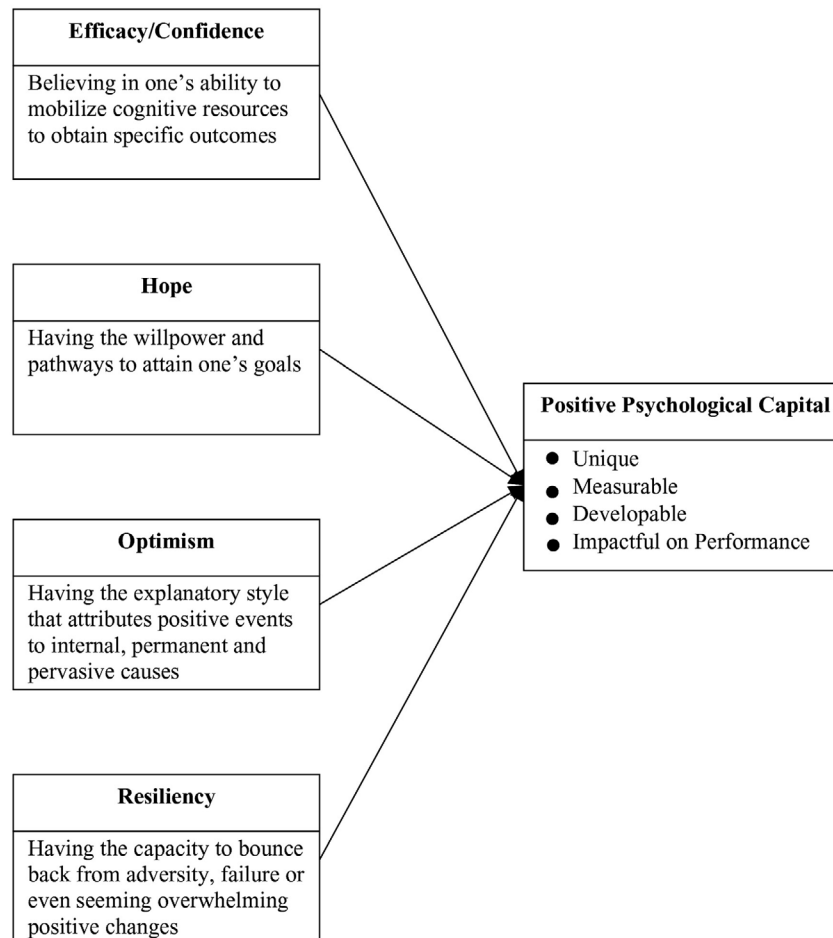 Efficacy/Confidence
Believing in one's ability to
mobilize cognitive resources
to obtain specific outcomes
Hope
Having the willpower and
pathways to attain one's goals
Optimism
Having the explanatory style
that attributes positive events
to internal, permanent and
pervasive causes
Resiliency
Having the capacity to bounce
back from adversity, failure or
even seeming overwhelming
positive changes
Positive Psychological Capital
● Unique
● Measurable
● Developable
● Impactful on Performance